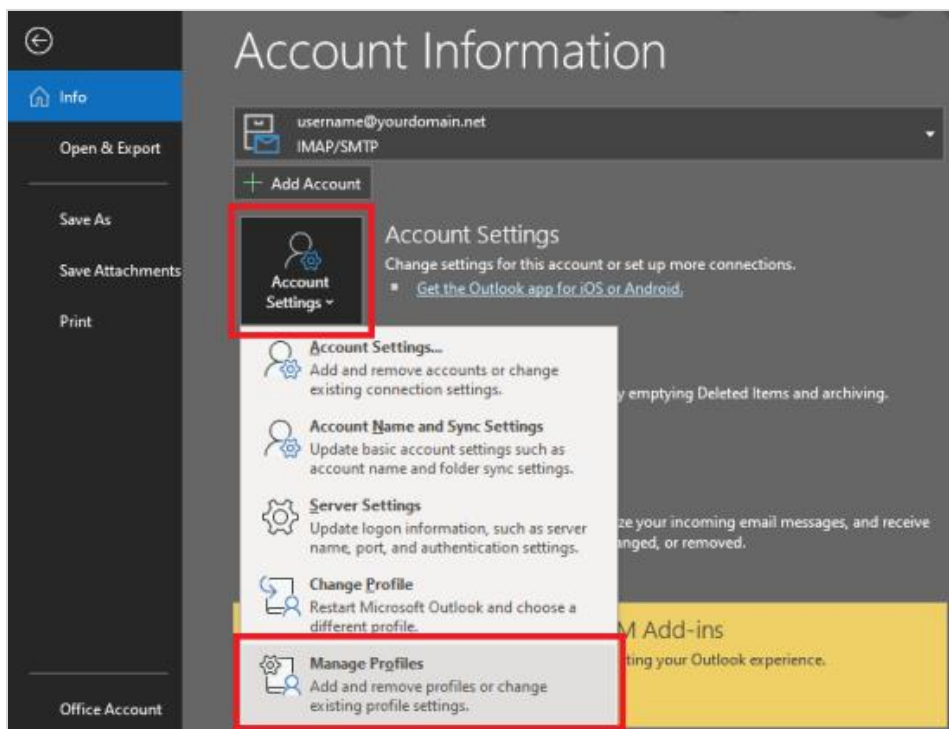 Account Information
Info
username@yourdomain.net
IMAP/SMTP
Open & Export
Add Account
Save As
Account Settings
Change settings for this account or set up more connections.
Get the Outlook app for iOS or Android.
Save Attachments
Account
Settings
Print
Account Settings...
Add and remove accounts or change
existing connection settings.
y emptying Deleted Items and archiving.
Account Name and Sync Settings
Update basic account settings such as
account name and folder sync settings.
Server Settings
Update logon information, such as server
name, port, and authentication settings.
ze your incoming email messages, and receive
anged, or removed.
Change Profile
Restart Microsoft Outlook and choose a
different profile.
M Add-ins
ting your Outlook experience.
Manage Profiles
Add and remove profiles or change
existing profile settings.
Office Account